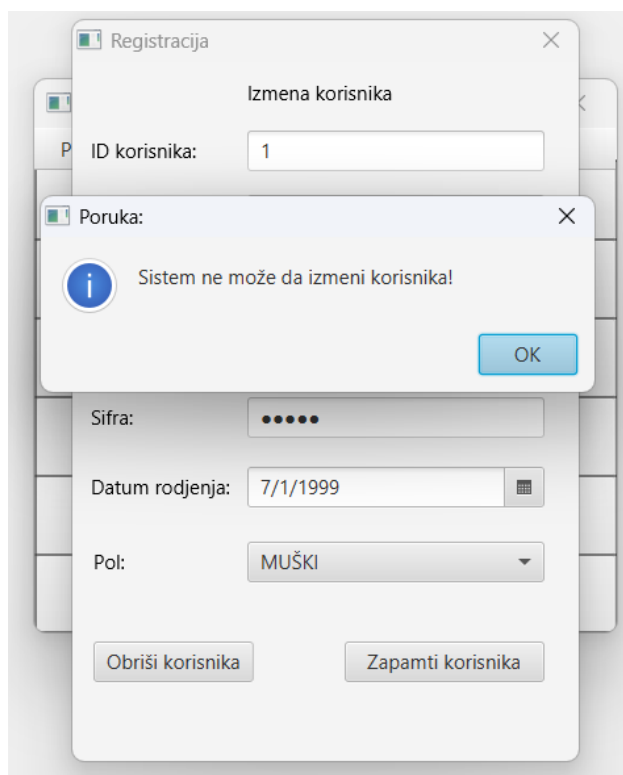 Registracija
Izmena korisnika
P
ID korisnika: 1
Poruka:
Sistem ne može da izmeni korisnika!
OK
Sifra: •••••
Datum rodjenja: 7/1/1999
Pol: MUŠKI
Obriši korisnika Zapamti korisnika